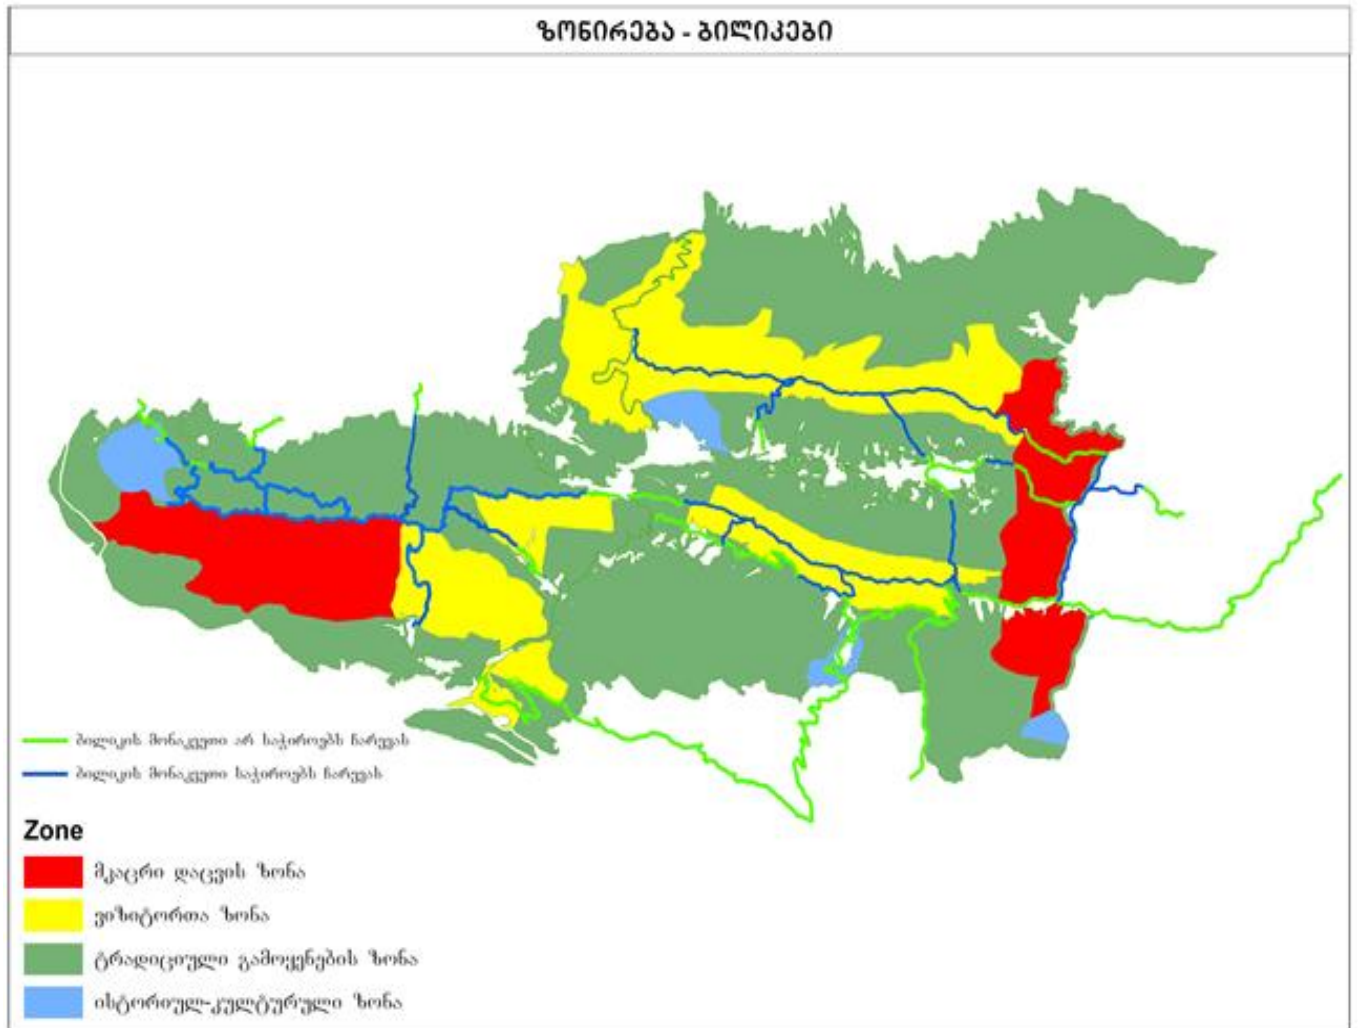 ზონირება - ბილიკები
ბილიკის მონაკვეთი არ საჭიროებს ჩარევას
ბილიკის მონაკვეთი საჭიროებს ჩარევას
Zone
მკაცრი დაცვის ზონა
ვიზიტორთა ზონა
ტრადიციული გამოყენების ზონა
ისტორიულ-კულტურული ზონა